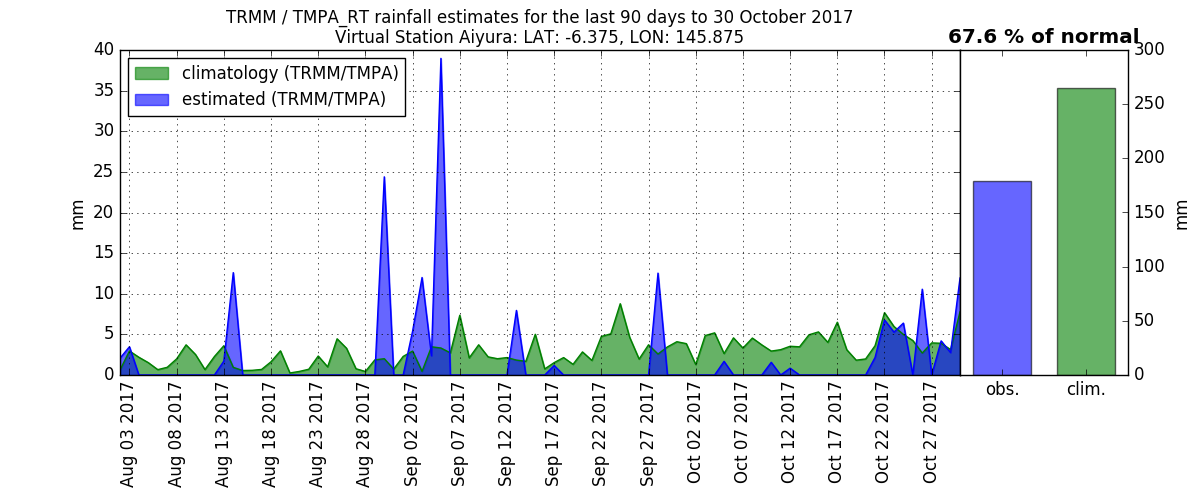 TRMM / TMPA_RT rainfall estimates for the last 90 days to 30 October 2017
Virtual Station Aiyura: LAT: -6.375, LON: 145.875
67.6 % of normal
climatology (TRMM/TMPA)
estimated (TRMM/TMPA)
mm
40
35
30
25
20
15
10
5
0
Aug 03 2017
Aug 08 2017
Aug 13 2017
Aug 18 2017
Aug 23 2017
Aug 28 2017
Sep 02 2017
Sep 07 2017
Sep 12 2017
Sep 17 2017
Sep 22 2017
Sep 27 2017
Oct 02 2017
Oct 07 2017
Oct 12 2017
Oct 17 2017
Oct 22 2017
Oct 27 2017
obs.
clim.
300
250
200
150
100
50
0
mm